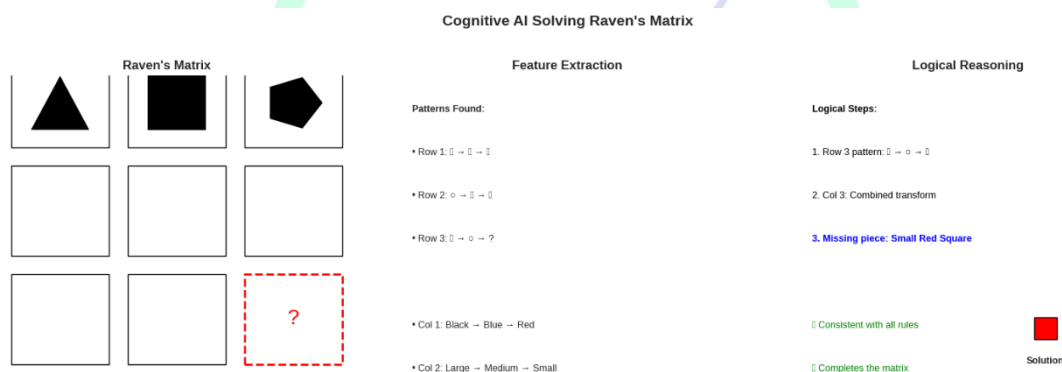 Cognitive AI Solving Raven's Matrix
Raven's Matrix
?
Feature Extraction
Patterns Found:
• Row 1: ▯ → ▯ → ▯
• Row 2: ○ → ▯ → ▯
• Row 3: ▯ → ○ → ?
• Col 1: Black → Blue → Red
• Col 2: Large → Medium → Small
Logical Reasoning
Logical Steps:
1. Row 3 pattern: ▯ → ○ → ▯
2. Col 3: Combined transform
3. Missing piece: Small Red Square
▯ Consistent with all rules
▯ Completes the matrix
Solution